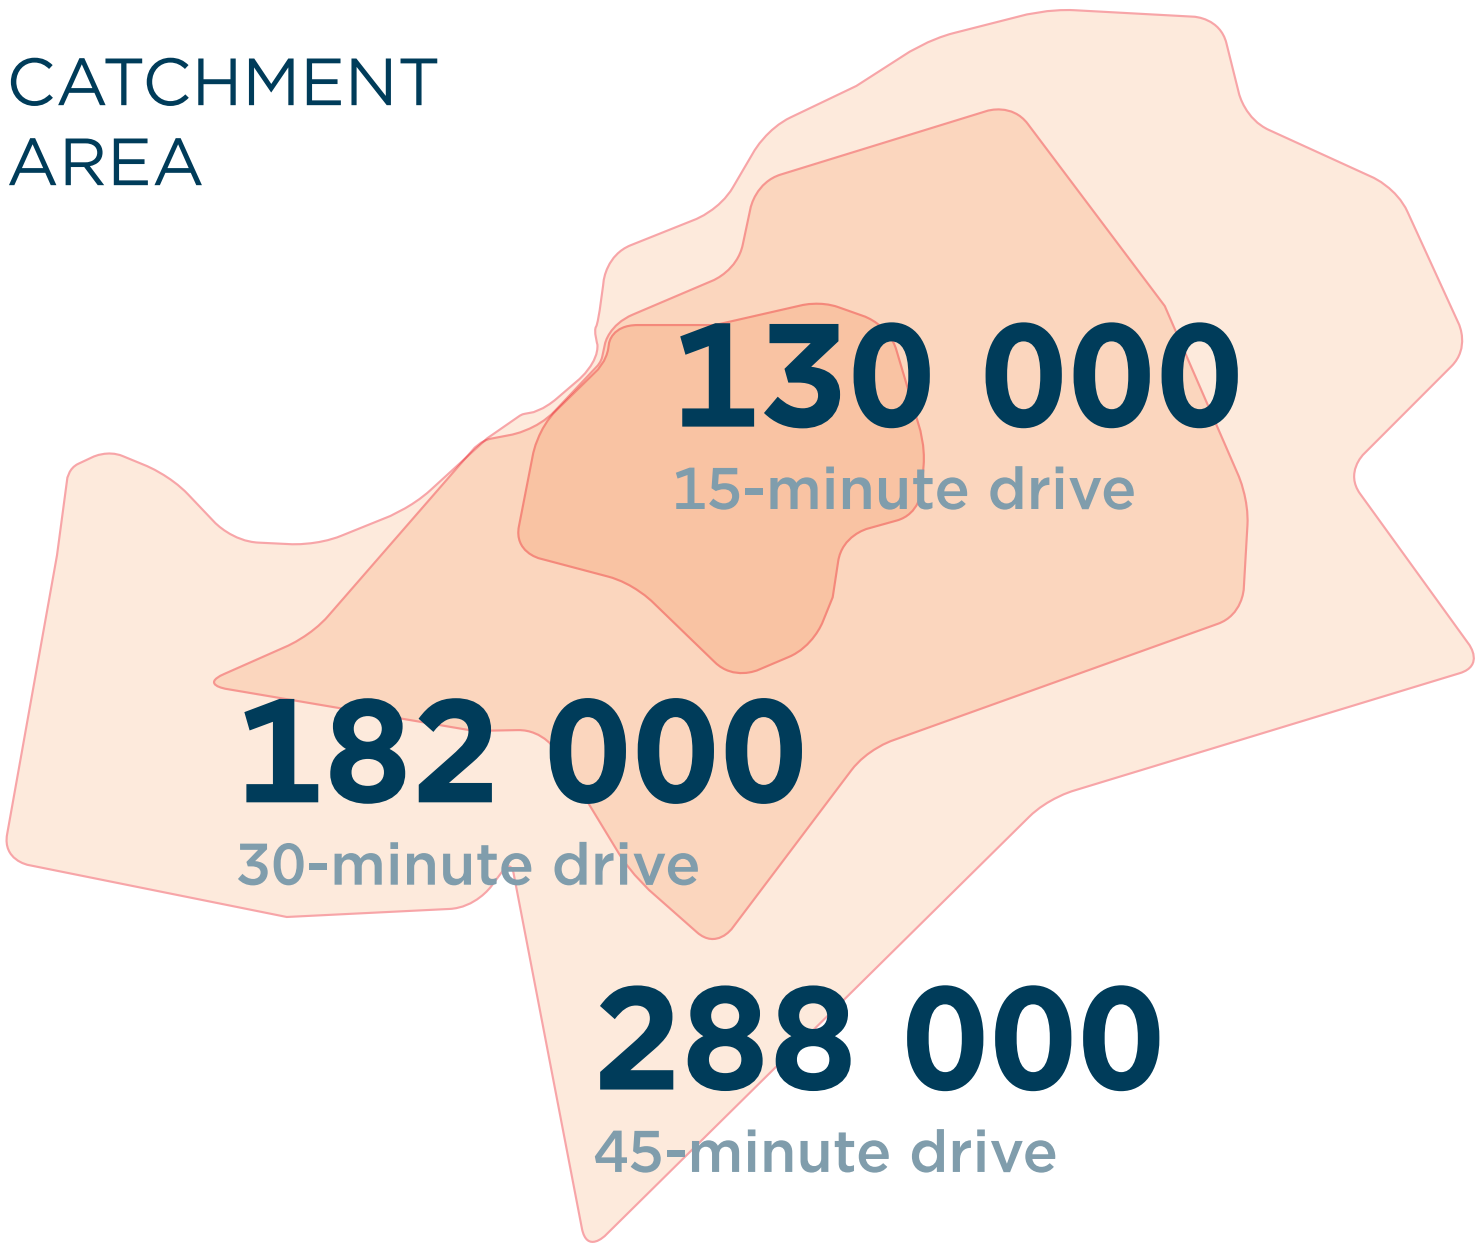 CATCHMENT
AREA
130 000
15-minute drive
182 000
30-minute drive
288 000
45-minute drive